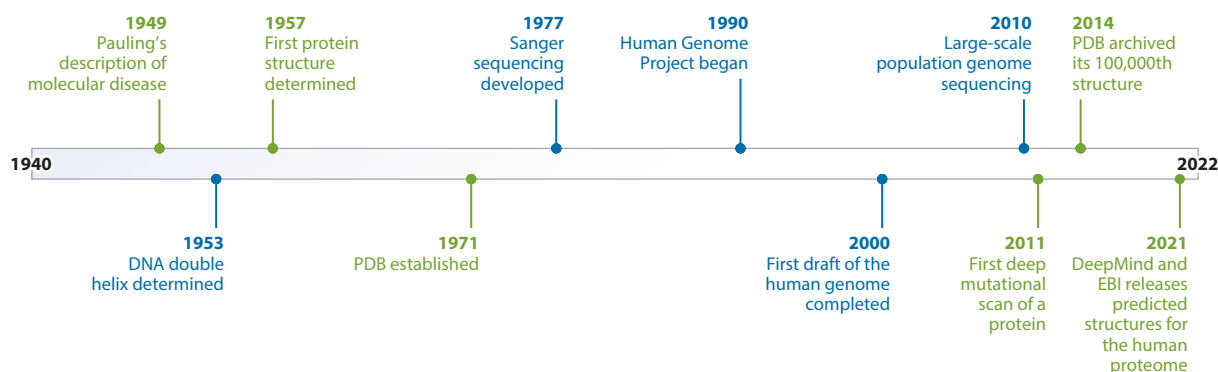 1949
Pauling’s
description of
molecular disease
1957
First protein
structure
determined
1977
Sanger
sequencing
developed
1990
Human Genome
Project began
2010
Large-scale
population genome
sequencing
2014
PDB archived
its 100,000th
structure
1940
2022
1953
DNA double
helix determined
1971
PDB established
2000
First draft of the
human genome
completed
2011
First deep
mutational
scan of a
protein
2021
DeepMind and
EBI releases
predicted
structures for
the human
proteome